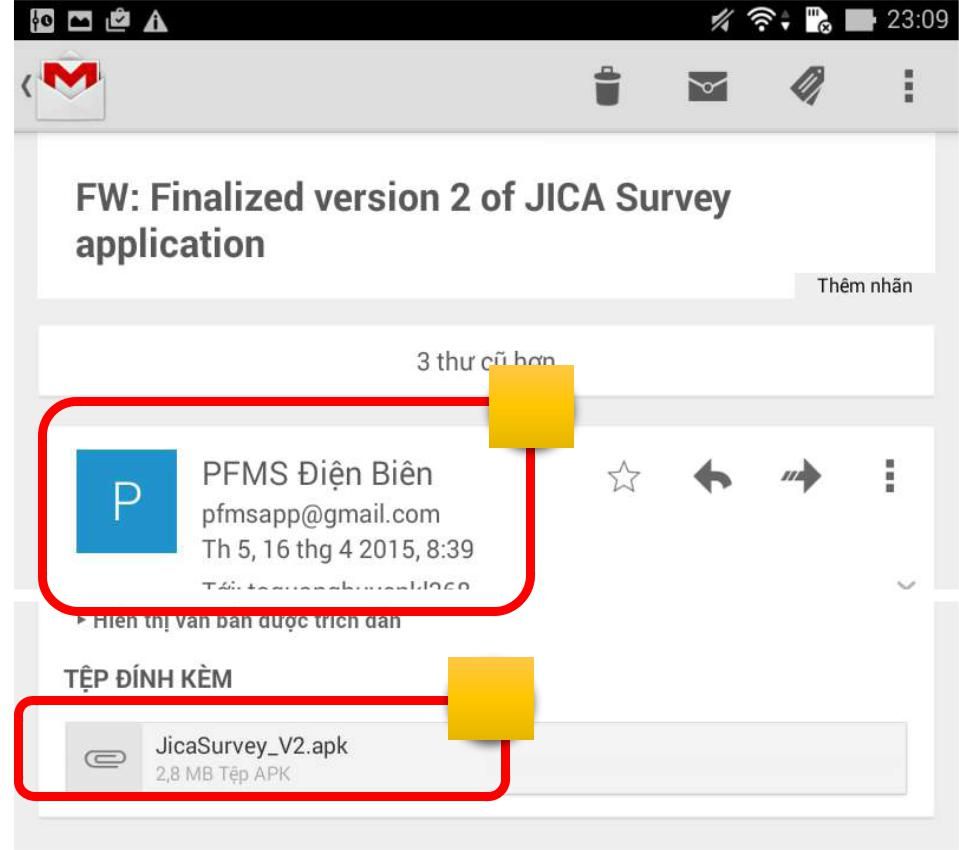 23:09
FW: Finalized version 2 of JICA Survey
application
Thêm nhãn
3 thư cũ hơn
P
PFMS Điện Biên
pfmsapp@gmail.com
Th 5, 16 thg 4 2015, 8:39
Hiển thị văn bản được trích dẫn
TỆP ĐÍNH KÈM
JicaSurvey_V2.apk
2,8 MB Tệp APK